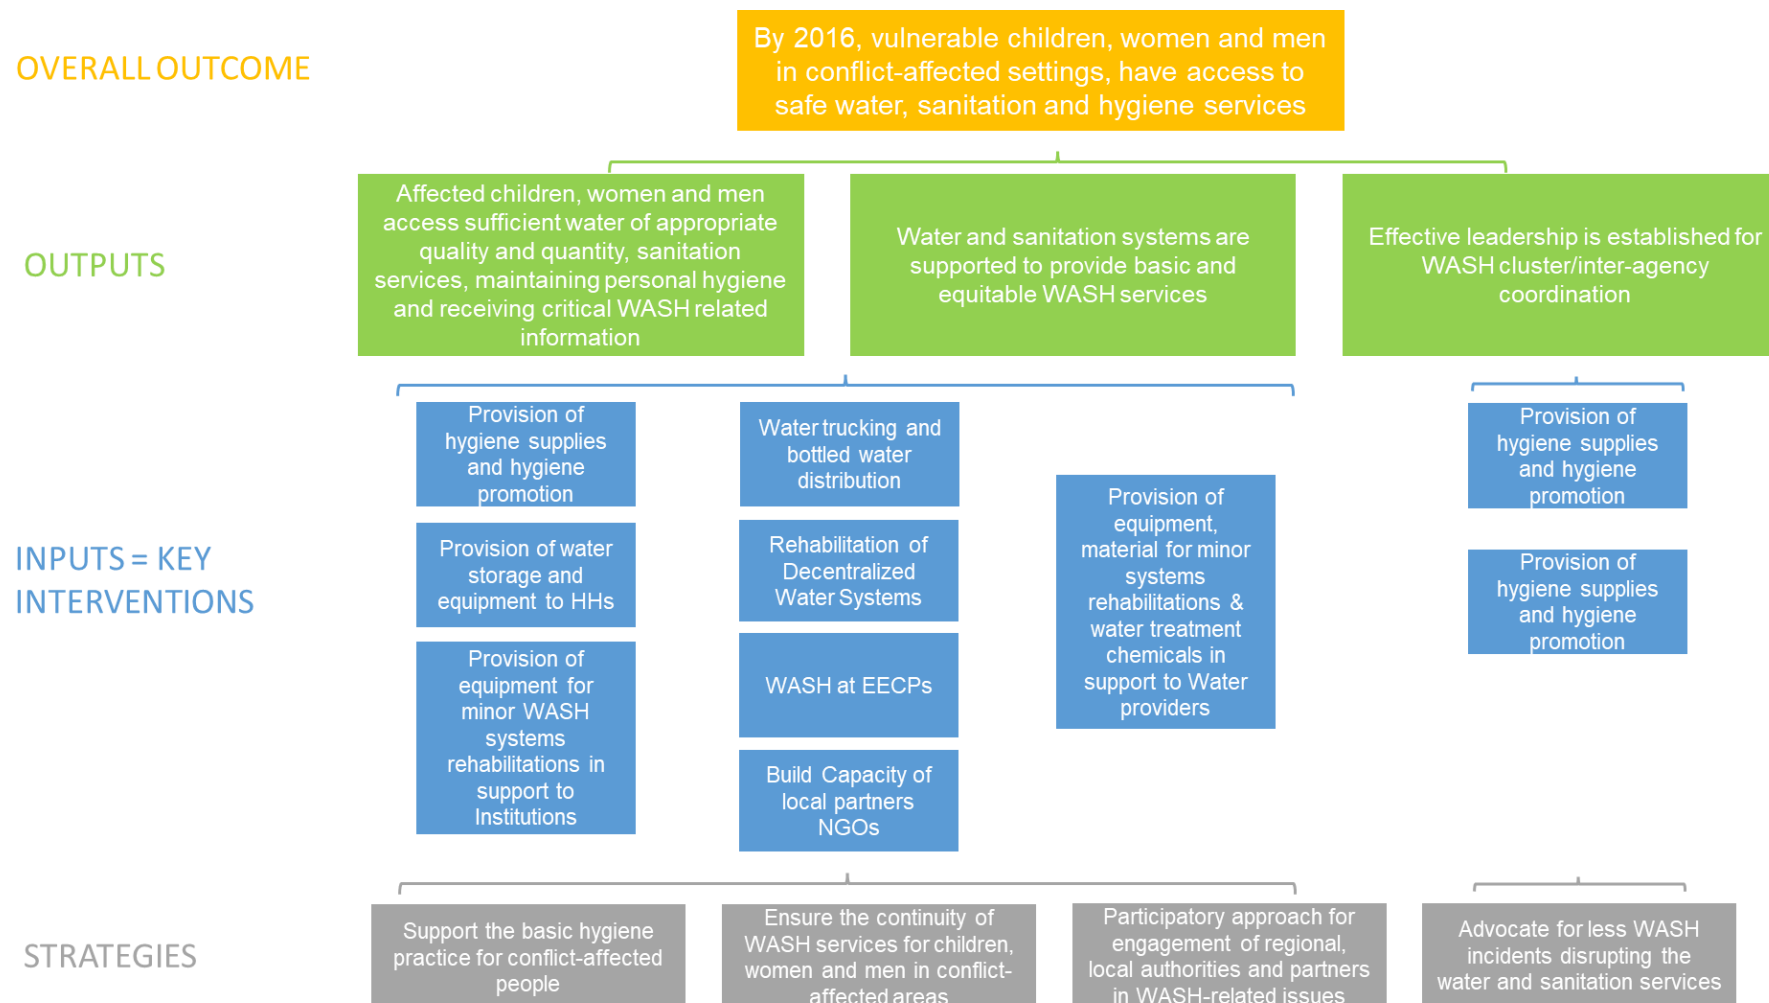 OVERALL OUTCOME
By 2016, vulnerable children, women and men
in conflict-affected settings, have access to
safe water, sanitation and hygiene services
OUTPUTS
Affected children, women and men
access sufficient water of appropriate
quality and quantity, sanitation
services, maintaining personal hygiene
and receiving critical WASH related
information
Water and sanitation systems are
supported to provide basic and
equitable WASH services
Effective leadership is established for
WASH cluster/inter-agency
coordination
INPUTS = KEY
INTERVENTIONS
Provision of
hygiene supplies
and hygiene
promotion
Provision of water
storage and
equipment to HHs
Provision of
equipment for
minor WASH
systems
rehabilitations in
support to
Institutions
Water trucking and
bottled water
distribution
Rehabilitation of
Decentralized
Water Systems
WASH at EECPs
Build Capacity of
local partners
NGOs
Provision of
equipment,
material for minor
systems
rehabilitations &
water treatment
chemicals in
support to Water
providers
Provision of
hygiene supplies
and hygiene
promotion
Provision of
hygiene supplies
and hygiene
promotion
STRATEGIES
Support the basic hygiene
practice for conflict-affected
people
Ensure the continuity of
WASH services for children,
women and men in conflict-
affected areas
Participatory approach for
engagement of regional,
local authorities and partners
in WASH-related issues
Advocate for less WASH
incidents disrupting the
water and sanitation services